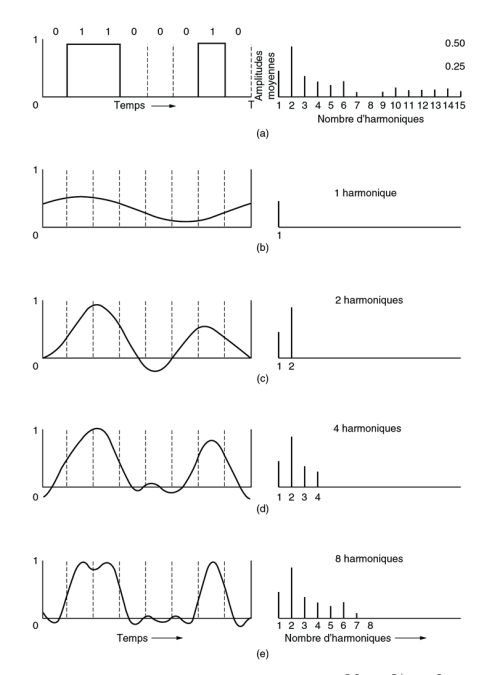 0 1 1 0 0 0 1 0
1
0
Temps
T
Amplitudes
moyennes
0.50
0.25
1 2 3 4 5 6 7 8 9 10 11 12 13 14 15
Nombre d'harmoniques
(a)
1
0
1 harmonique
1
(b)
1
0
2 harmoniques
1 2
(c)
1
0
4 harmoniques
1 2 3 4
(d)
1
0
Temps
8 harmoniques
1 2 3 4 5 6 7 8
Nombre d'harmoniques
(e)